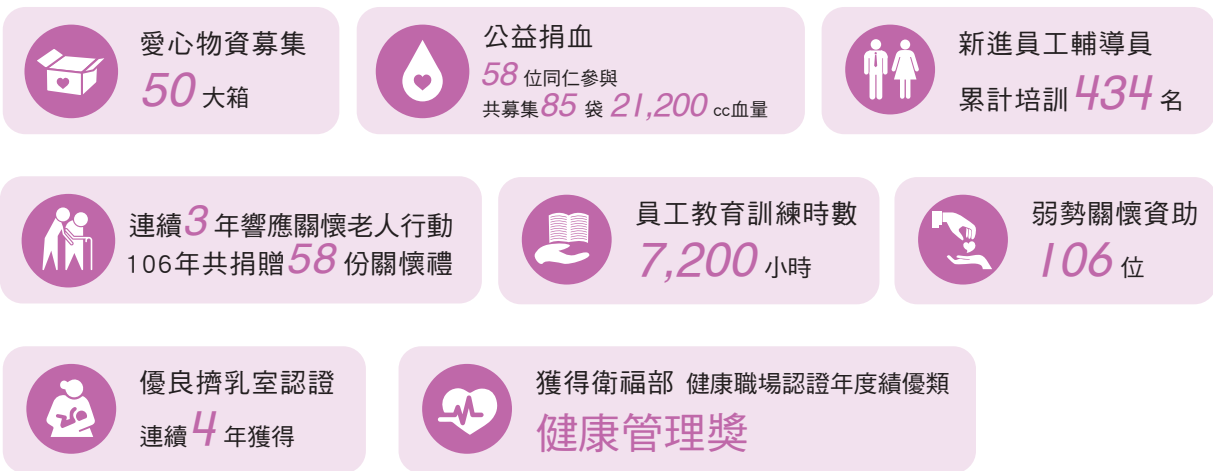 愛心物資募集
50 大箱
公益捐血
58 位同仁參與
共募集85 袋 21,200 cc血量
新進員工輔導員
累計培訓 434 名
連續3 年響應關懷老人行動
106年共捐贈58 份關懷禮
員工教育訓練時數
7,200 小時
弱勢關懷資助
106 位
優良擠乳室認證
連續4 年獲得
獲得衛福部 健康職場認證年度績優類
健康管理獎